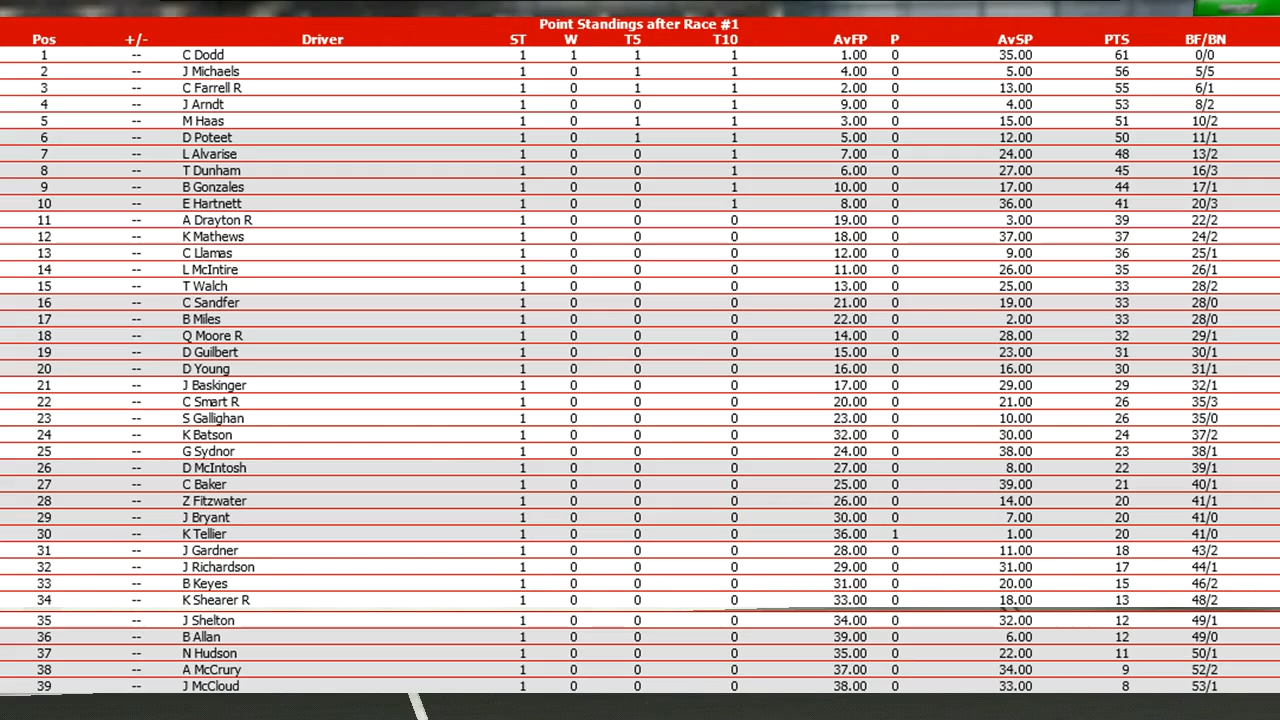 Point Standings after Race #1
Pos +/- Driver ST W T5 T10 AvFP P AvSP PTS BF/BN
1 -- C Dodd 1 1 1 1 1.00 0 35.00 61 0/0
2 -- J Michaels 1 0 1 1 4.00 0 5.00 56 5/5
3 -- C Farrell R 1 0 1 1 2.00 0 13.00 55 6/1
4 -- J Arndt 1 0 0 1 9.00 0 4.00 53 8/2
5 -- M Haas 1 0 1 1 3.00 0 15.00 51 10/2
6 -- D Poteet 1 0 1 1 5.00 0 12.00 50 11/1
7 -- L Alvarise 1 0 0 1 7.00 0 24.00 48 13/2
8 -- T Dunham 1 0 0 1 6.00 0 27.00 45 16/3
9 -- B Gonzales 1 0 0 1 10.00 0 17.00 44 17/1
10 -- E Hartnett 1 0 0 1 8.00 0 36.00 41 20/3
11 -- A Drayton R 1 0 0 0 19.00 0 3.00 39 22/2
12 -- K Mathews 1 0 0 0 18.00 0 37.00 37 24/2
13 -- C Llamas 1 0 0 0 12.00 0 9.00 36 25/1
14 -- L McIntire 1 0 0 0 11.00 0 26.00 35 26/1
15 -- T Walch 1 0 0 0 13.00 0 25.00 33 28/2
16 -- C Sandfer 1 0 0 0 21.00 0 19.00 33 28/0
17 -- B Miles 1 0 0 0 22.00 0 2.00 33 28/0
18 -- Q Moore R 1 0 0 0 14.00 0 28.00 32 29/1
19 -- D Guilbert 1 0 0 0 15.00 0 23.00 31 30/1
20 -- D Young 1 0 0 0 16.00 0 16.00 30 31/1
21 -- J Baskinger 1 0 0 0 17.00 0 29.00 29 32/1
22 -- C Smart R 1 0 0 0 20.00 0 21.00 26 35/3
23 -- S Gallighan 1 0 0 0 23.00 0 10.00 26 35/0
24 -- K Batson 1 0 0 0 32.00 0 30.00 24 37/2
25 -- G Sydnor 1 0 0 0 24.00 0 38.00 23 38/1
26 -- D McIntosh 1 0 0 0 27.00 0 8.00 22 39/1
27 -- C Baker 1 0 0 0 25.00 0 39.00 21 40/1
28 -- Z Fitzwater 1 0 0 0 26.00 0 14.00 20 41/1
29 -- J Bryant 1 0 0 0 30.00 0 7.00 20 41/0
30 -- K Tellier 1 0 0 0 36.00 1 1.00 20 41/0
31 -- J Gardner 1 0 0 0 28.00 0 11.00 18 43/2
32 -- J Richardson 1 0 0 0 29.00 0 31.00 17 44/1
33 -- B Keyes 1 0 0 0 31.00 0 20.00 15 46/2
34 -- K Shearer R 1 0 0 0 33.00 0 18.00 13 48/2
35 -- J Shelton 1 0 0 0 34.00 0 32.00 12 49/1
36 -- B Allan 1 0 0 0 39.00 0 6.00 12 49/0
37 -- N Hudson 1 0 0 0 35.00 0 22.00 11 50/1
38 -- A McCrury 1 0 0 0 37.00 0 34.00 9 52/2
39 -- J McCloud 1 0 0 0 38.00 0 33.00 8 53/1